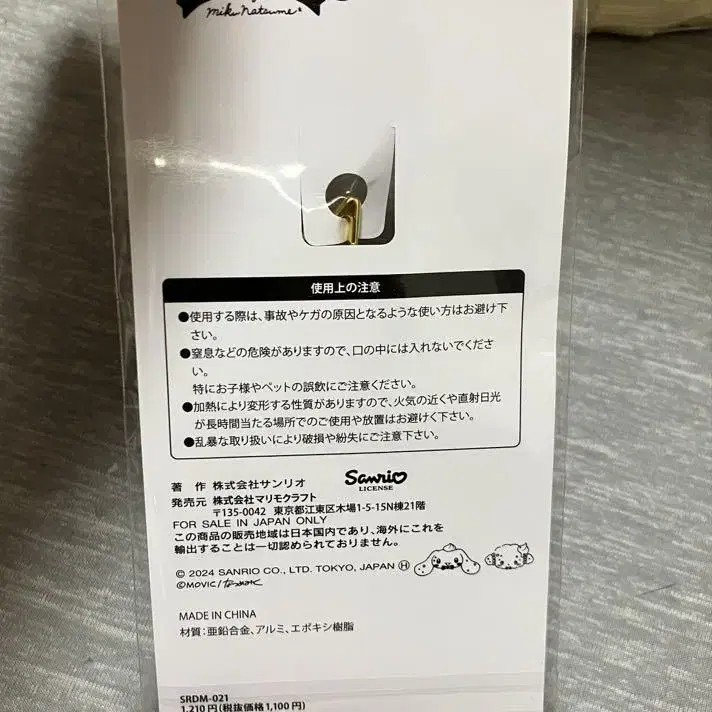 miku natsume
使用上の注意
●使用する際は、事故やケガの原因となるような使い方はお避け下
さい。
●窒息などの危険がありますので、口の中には入れないでくださ
い。
特にお子様やペットの誤飲にご注意ください。
●加熱により変形する性質がありますので、火気の近くや直射日光
が長時間当たる場所でのご使用や放置はお避けく下さい。
●乱暴な取り扱いにより破損や紛失にご注意下さい。
著 作 株式会社サンリオ
Sanrio
LICENSE
発売元 株式会社マリモクラフト
〒135-0042 東京都江東区木場1-5-15N棟21階
FOR SALE IN JAPAN ONLY
この商品の販売地域は日本国内であり、海外にこれを
輸出することは一切認められておりません。
© 2024 SANRIO CO., LTD. TOKYO, JAPAN Ⓗ
©MOVIC/なつめみく
MADE IN CHINA
材質：亜鉛合金、アルミ、エポキシ樹脂
SRDM-021
1,210円(税抜価格1,100円)